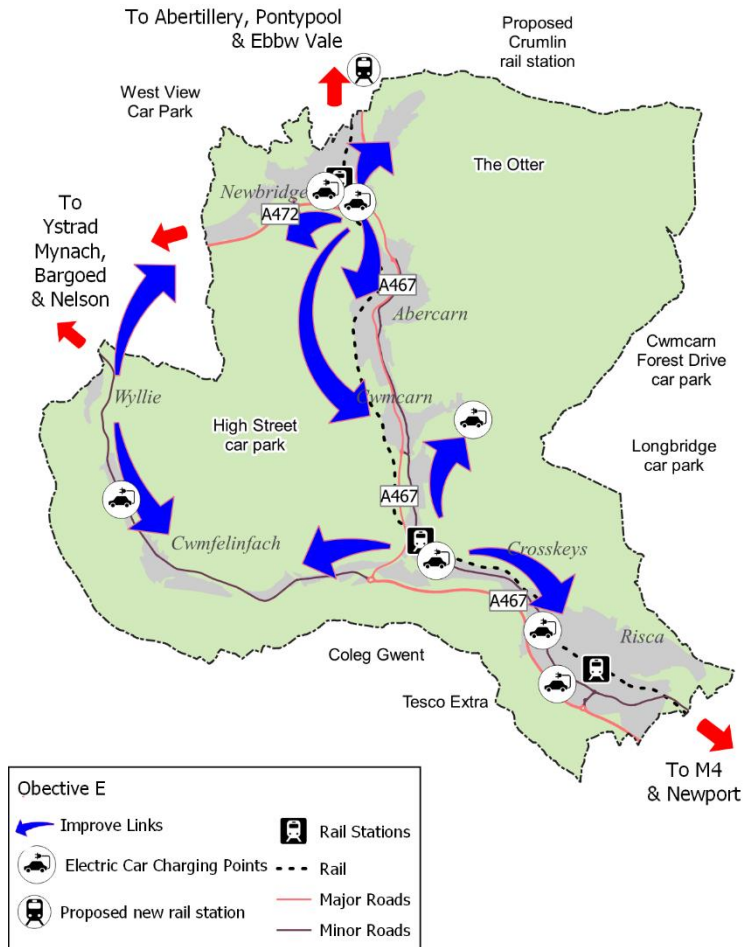 To Abertillery, Pontypool
& Ebbw Vale
Proposed
Crumlin
rail station
West View
Car Park
The Otter
Newbridge
A472
To
Ystrad
Mynach,
Bargoed
& Nelson
A467
Abercarn
Cwmcarn
Forest Drive
car park
Wyllie
Cwmcarn
High Street
car park
Longbridge
car park
A467
Cwmfelinfach
Crosskeys
A467
Risca
Coleg Gwent
Tesco Extra
To M4
& Newport
Obective E
Improve Links
Electric Car Charging Points
Proposed new rail station
Rail Stations
Rail
Major Roads
Minor Roads